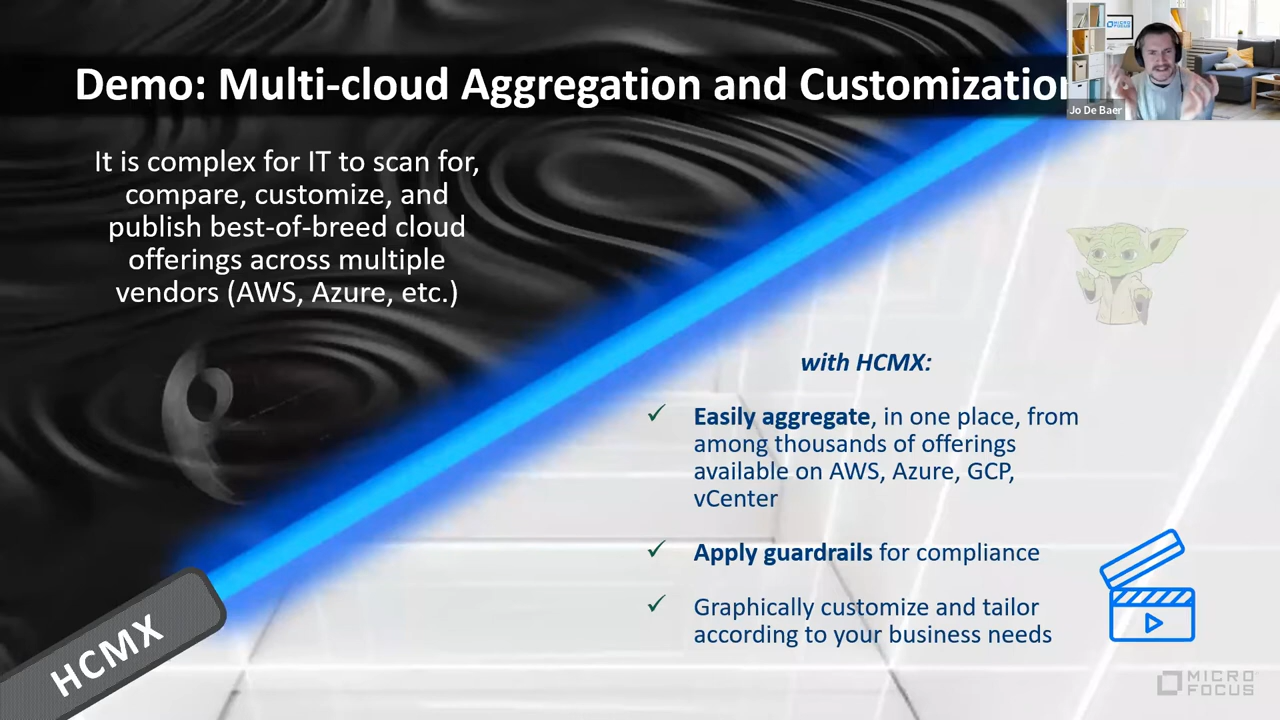 Demo: Multi-cloud Aggregation and Customization
MICRO
FOCUS
Jo De Baer
It is complex for IT to scan for,
compare, customize, and
publish best-of-breed cloud
offerings across multiple
vendors (AWS, Azure, etc.)
with HCMX:
✓ Easily aggregate, in one place, from
among thousands of offerings
available on AWS, Azure, GCP,
vCenter
✓ Apply guardrails for compliance
✓ Graphically customize and tailor
according to your business needs
HCMX
MICRO
FOCUS